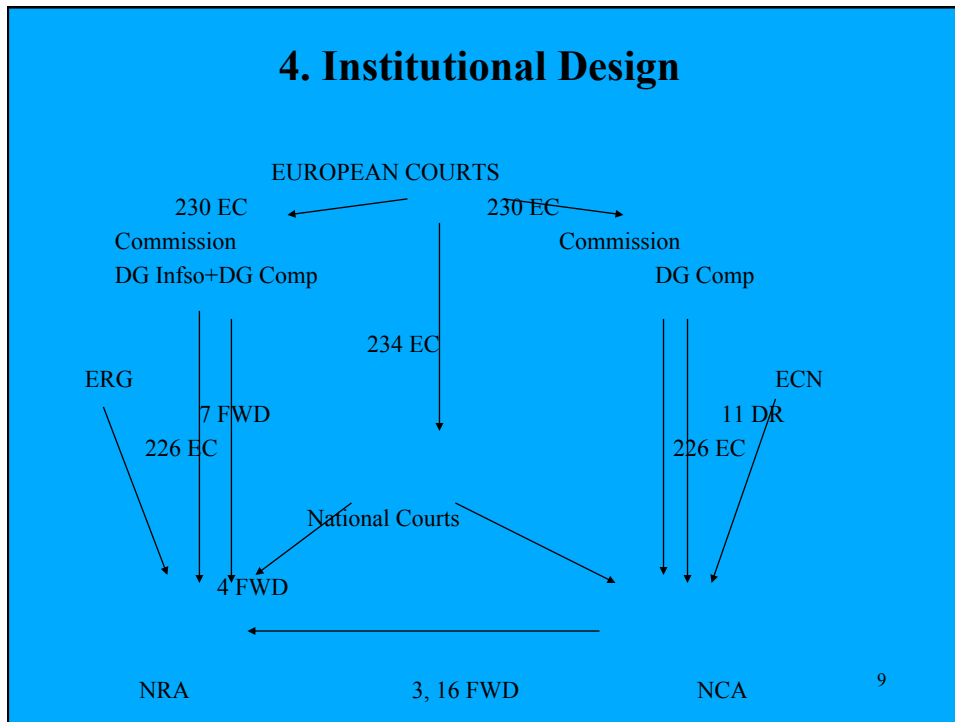 4. Institutional Design
EUROPEAN COURTS
230 EC 230 EC
Commission Commission
DG Infso+DG Comp DG Comp
234 EC
ERG ECN
7 FWD 11 DR
226 EC 226 EC
National Courts
4 FWD
NRA 3, 16 FWD NCA 9